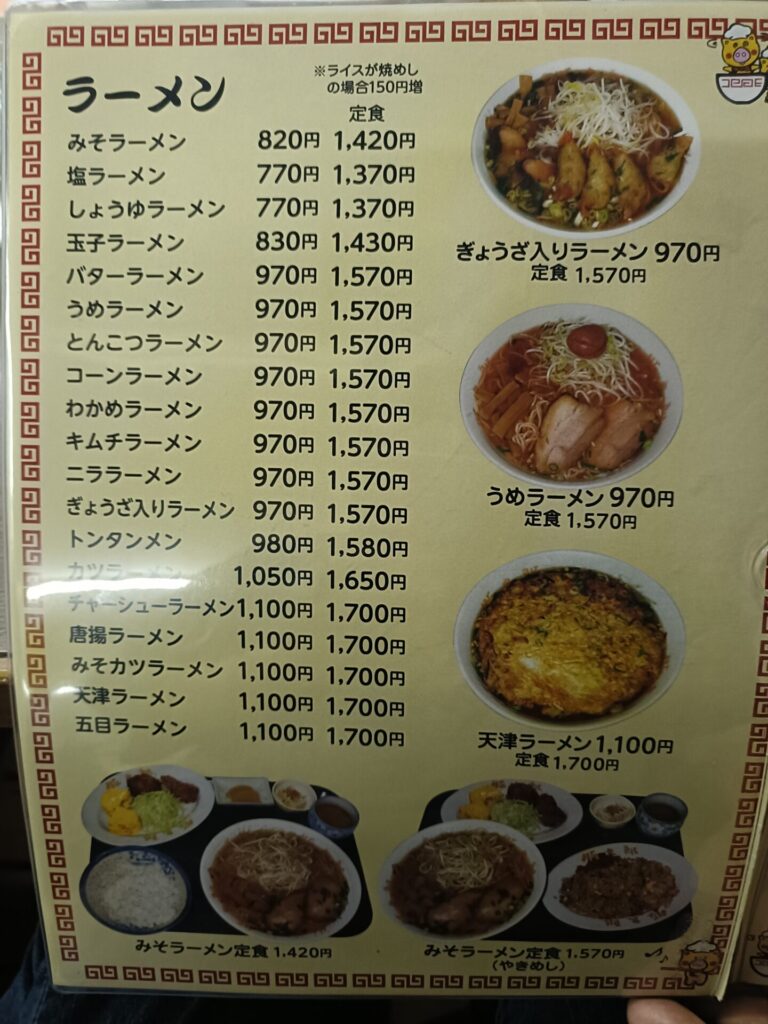 ラーメン
※ライスが焼めし
の場合150円増
定食
みそラーメン 820円 1,420円
塩ラーメン 770円 1,370円
しょうゆラーメン 770円 1,370円
玉子ラーメン 830円 1,430円
バターラーメン 970円 1,570円
うめラーメン 970円 1,570円
とんこつラーメン 970円 1,570円
コーンラーメン 970円 1,570円
わかめラーメン 970円 1,570円
キムチラーメン 970円 1,570円
ニララーメン 970円 1,570円
ぎょうざ入りラーメン 970円 1,570円
トンタンメン 980円 1,580円
カツラーメン 1,050円 1,650円
チャーシューラーメン 1,100円 1,700円
唐揚ラーメン 1,100円 1,700円
みそカツラーメン 1,100円 1,700円
天津ラーメン 1,100円 1,700円
五目ラーメン 1,100円 1,700円
ぎょうざ入りラーメン 970円
定食 1,570円
うめラーメン 970円
定食 1,570円
天津ラーメン 1,100円
定食 1,700円
みそラーメン定食 1.420円
みそラーメン定食 1.570円
(やきめし)